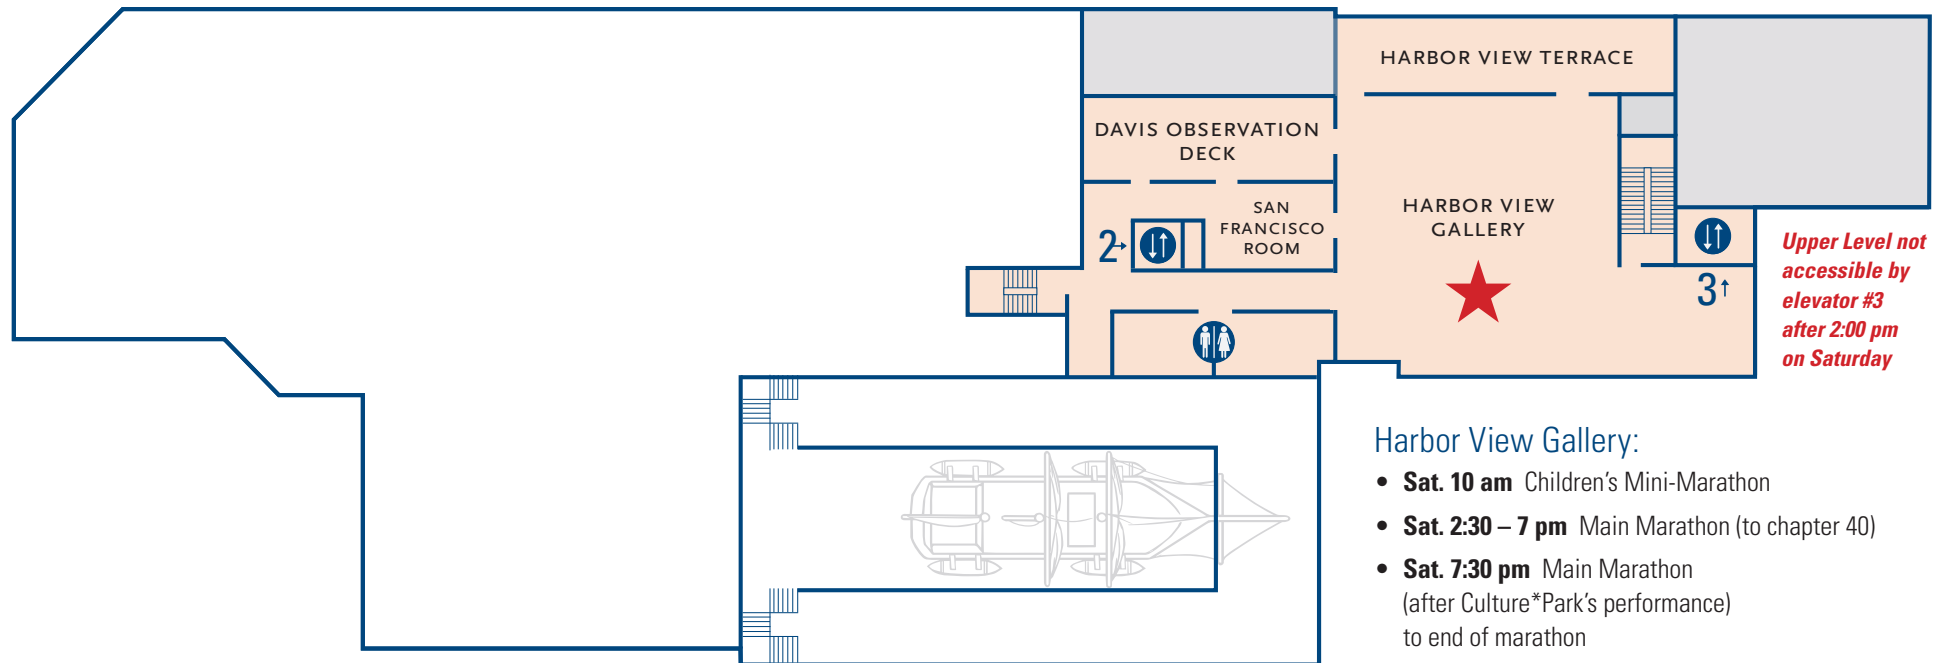 HARBOR VIEW TERRACE
DAVIS OBSERVATION
DECK
SAN
FRANCISCO
ROOM
HARBOR VIEW
GALLERY
2
3
Upper Level not
accessible by
elevator #3
after 2:00 pm
on Saturday
Harbor View Gallery:
• Sat. 10 am Children's Mini-Marathon
• Sat. 2:30 – 7 pm Main Marathon (to chapter 40)
• Sat. 7:30 pm Main Marathon
(after Culture*Park's performance)
to end of marathon